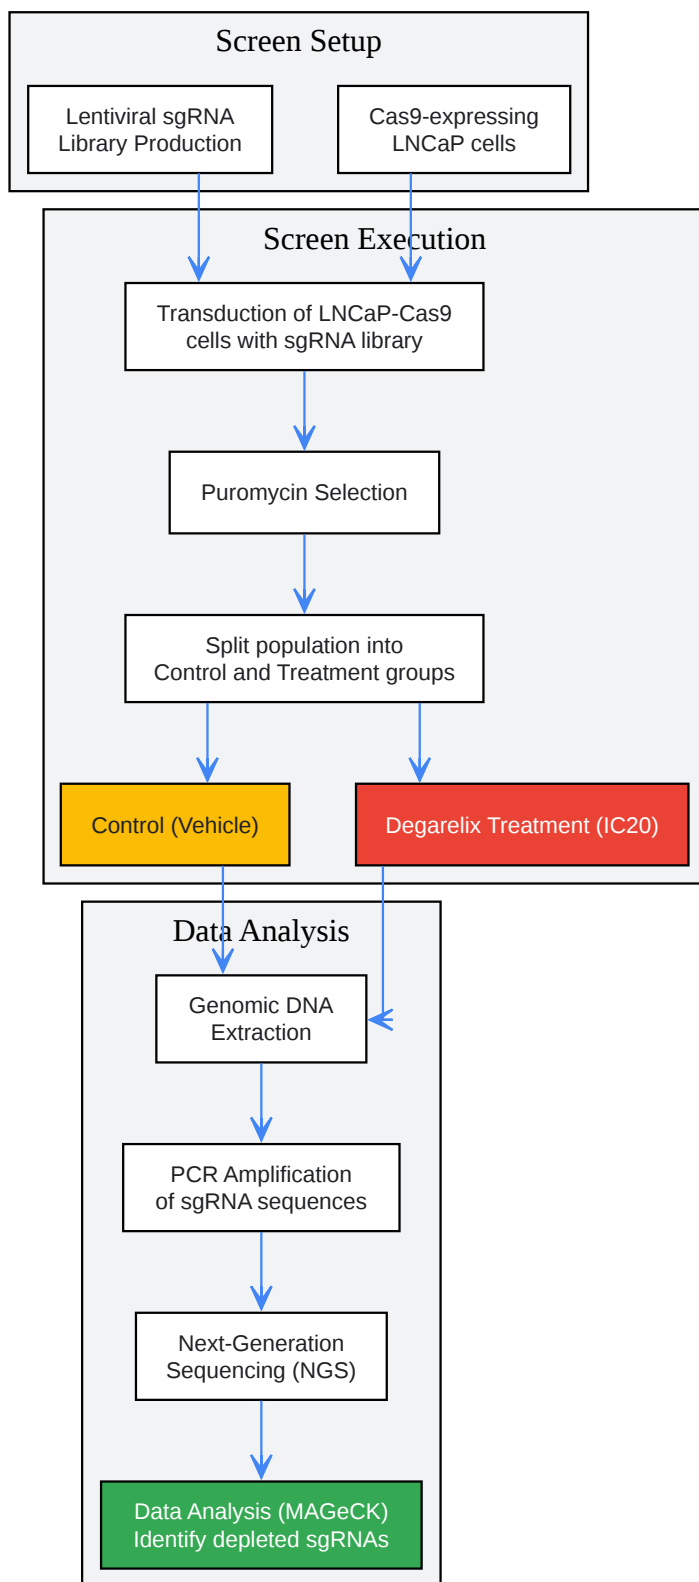 Screen Setup
Lentiviral sgRNA
Library Production
Cas9-expressing
LNCaP cells
Screen Execution
Transduction of LNCaP-Cas9
cells with sgRNA library
Puromycin Selection
Split population into
Control and Treatment groups
Control (Vehicle)
Degarelix Treatment (IC20)
Data Analysis
Genomic DNA
Extraction
PCR Amplification
of sgRNA sequences
Next-Generation
Sequencing (NGS)
Data Analysis (MAGeCK)
Identify depleted sgRNAs